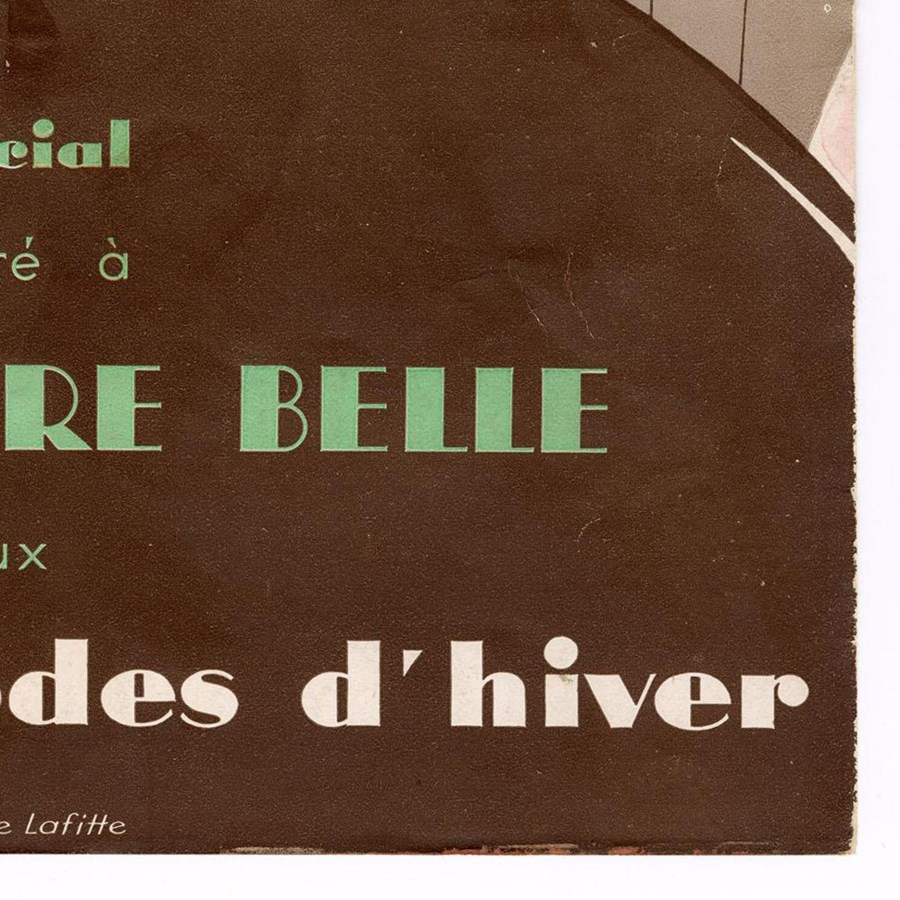 cial
ré à
RE BELLE
ux
odes d'hiver
e Lafitte